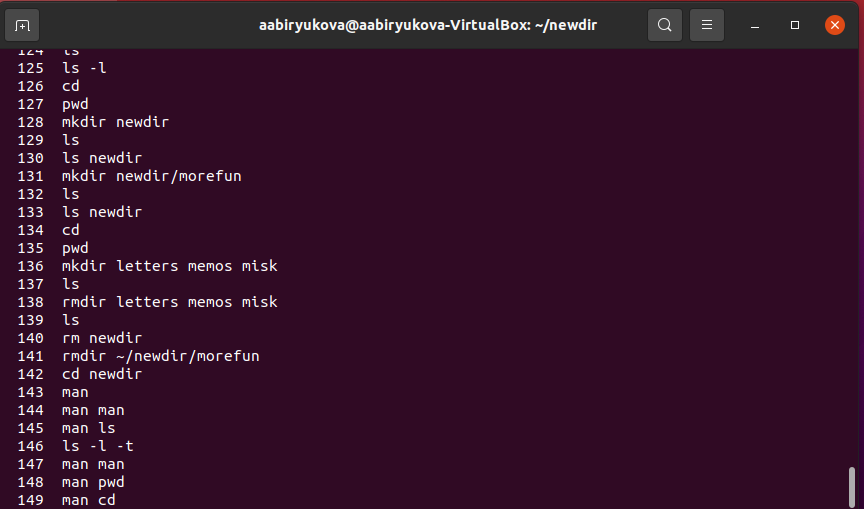 aabiryukova@aabiryukova-VirtualBox: ~/newdir
124 ls
125 ls -l
126 cd
127 pwd
128 mkdir newdir
129 ls
130 ls newdir
131 mkdir newdir/morefun
132 ls
133 ls newdir
134 cd
135 pwd
136 mkdir letters memos misk
137 ls
138 rmdir letters memos misk
139 ls
140 rm newdir
141 rmdir ~/newdir/morefun
142 cd newdir
143 man
144 man man
145 man ls
146 ls -l -t
147 man man
148 man pwd
149 man cd